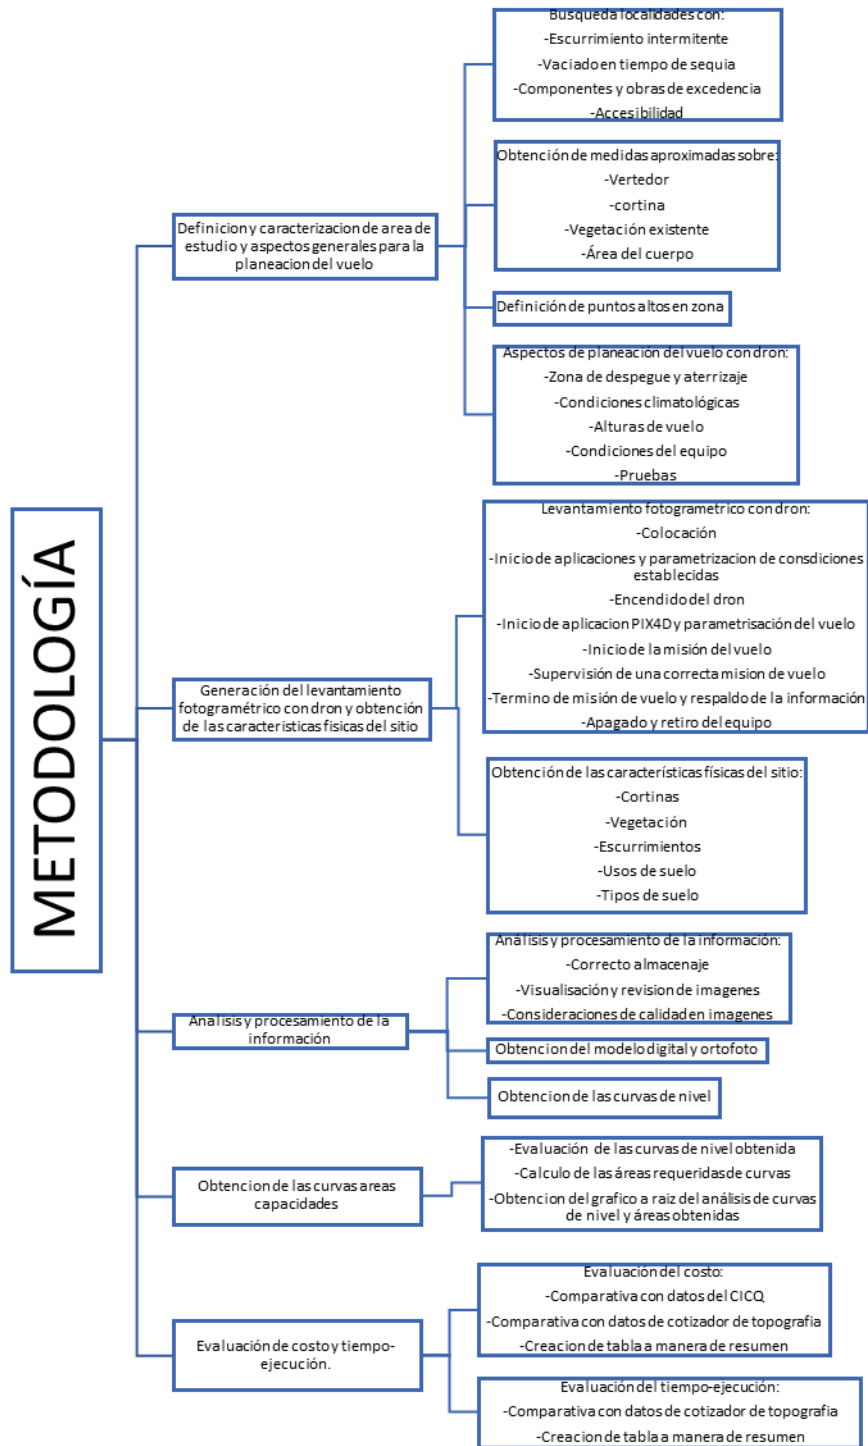 METODOLOGÍA
Definicion y caracterizacion de area de
estudio y aspectos generales para la
planeacion del vuelo
Busqueda localidades con:
-Escurrimiento intermitente
-Vaciado en tiempo de sequia
-Componentes y obras de excedencia
-Accesibilidad
Obtención de medidas aproximadas sobre:
-Vertedor
-cortina
-Vegetación existente
-Área del cuerpo
Definición de puntos altos en zona
Aspectos de planeación del vuelo con dron:
-Zona de despegue y aterrizaje
-Condiciones climatológicas
-Alturas de vuelo
-Condiciones del equipo
-Pruebas
Generación del levantamiento
fotogramétrico con dron y obtención
de las caracteristicas fisicas del sitio
Levantamiento fotogrametrico con dron:
-Colocación
-Inicio de aplicaciones y parametrizacion de consdiciones
establecidas
-Encendido del dron
-Inicio de aplicacion PIX4D y parametrisación del vuelo
-Inicio de la misión del vuelo
-Supervisión de una correcta mision de vuelo
-Termino de misión de vuelo y respaldo de la información
-Apagado y retiro del equipo
Obtención de las características físicas del sitio:
-Cortinas
-Vegetación
-Escurrimientos
-Usos de suelo
-Tipos de suelo
Analisis y procesamiento de la
información
Análisis y procesamiento de la información:
-Correcto almacenaje
-Visualisación y revision de imagenes
-Consideraciones de calidad en imagenes
Obtencion del modelo digital y ortofoto
Obtencion de las curvas de nivel
Obtencion de las curvas areas
capacidades
-Evaluación de las curvas de nivel obtenida
-Calculo de las áreas requeridas de curvas
-Obtencion del grafico a raiz del análisis de curvas
de nivel y áreas obtenidas
Evaluación de costo y tiempo-
ejecución.
Evaluación del costo:
-Comparativa con datos del CICQ
-Comparativa con datos de cotizador de topografia
-Creacion de tabla a manera de resumen
Evaluación del tiempo-ejecución:
-Comparativa con datos de cotizador de topografia
-Creacion de tabla a manera de resumen